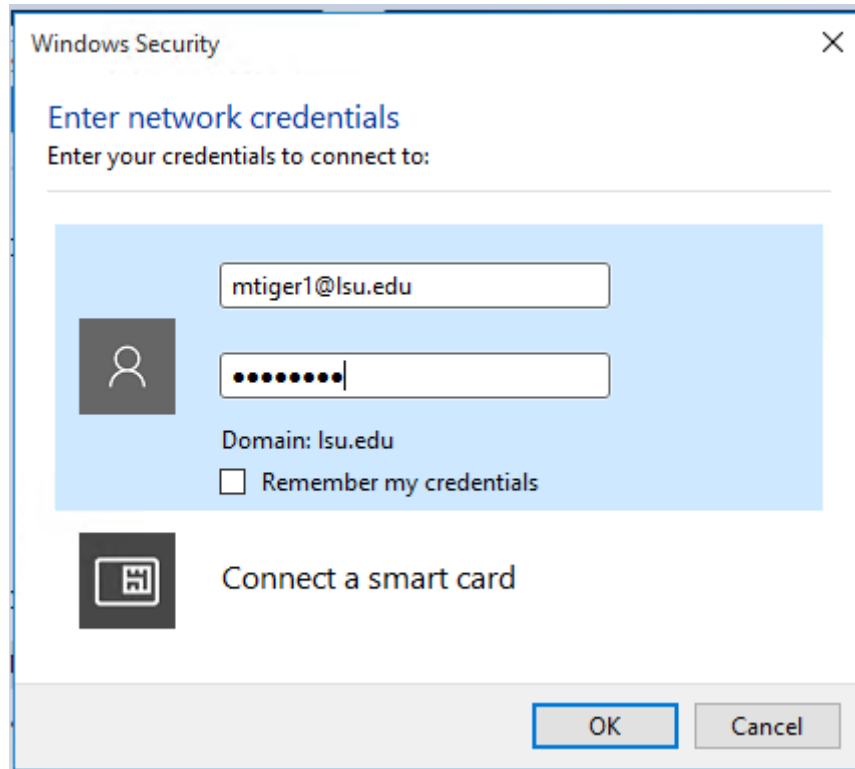 Windows Security
Enter network credentials
Enter your credentials to connect to:
mtiger1@lsu.edu
●●●●●●●●
Domain: lsu.edu
Remember my credentials
Connect a smart card
OK
Cancel